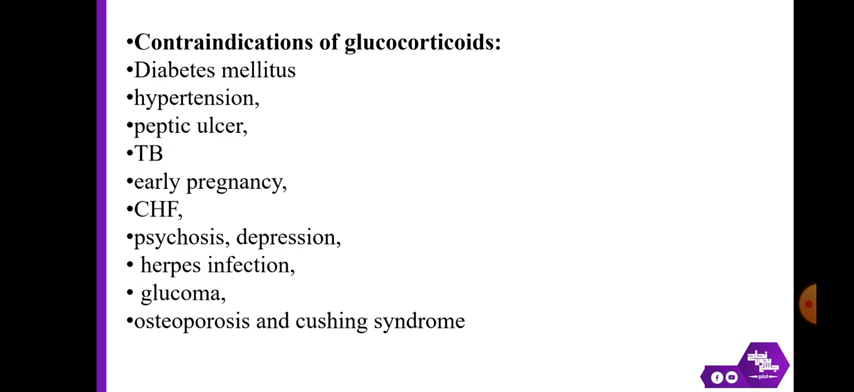 •Contraindications of glucocorticoids:
•Diabetes mellitus
•hypertension,
•peptic ulcer,
•TB
•early pregnancy,
•CHF,
•psychosis, depression,
• herpes infection,
• glucoma,
•osteoporosis and cushing syndrome